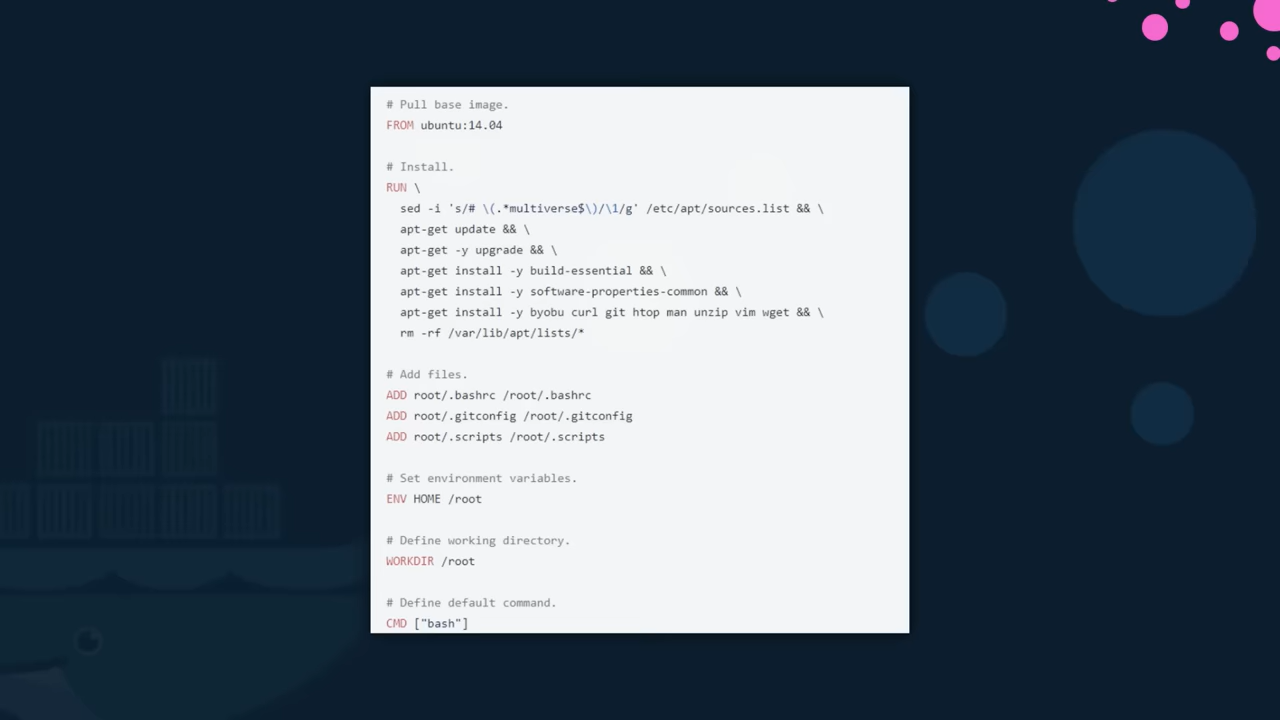 # Pull base image.
FROM ubuntu:14.04
# Install.
RUN \
sed -i 's/# \(.*multiverse$\)/\1/g' /etc/apt/sources.list && \
apt-get update && \
apt-get -y upgrade && \
apt-get install -y build-essential && \
apt-get install -y software-properties-common && \
apt-get install -y byobu curl git htop man unzip vim wget && \
rm -rf /var/lib/apt/lists/*
# Add files.
ADD root/.bashrc /root/.bashrc
ADD root/.gitconfig /root/.gitconfig
ADD root/.scripts /root/.scripts
# Set environment variables.
ENV HOME /root
# Define working directory.
WORKDIR /root
# Define default command.
CMD ["bash"]